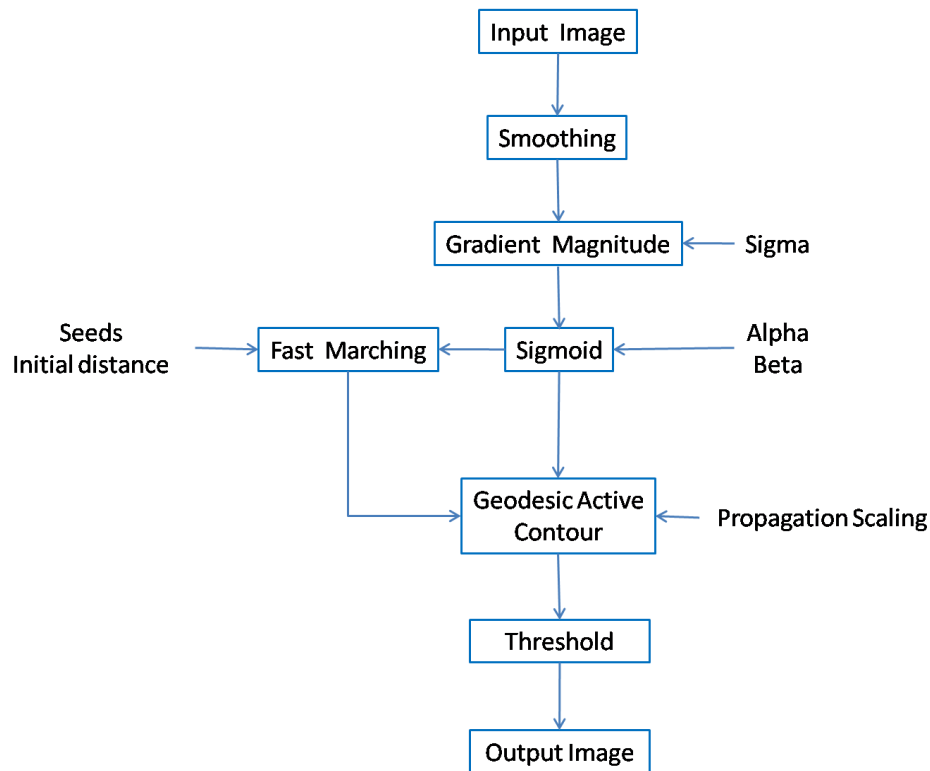 Input Image
Smoothing
Gradient Magnitude
Sigma
Seeds
Initial distance
Fast Marching
Sigmoid
Alpha
Beta
Geodesic Active
Contour
Propagation Scaling
Threshold
Output Image